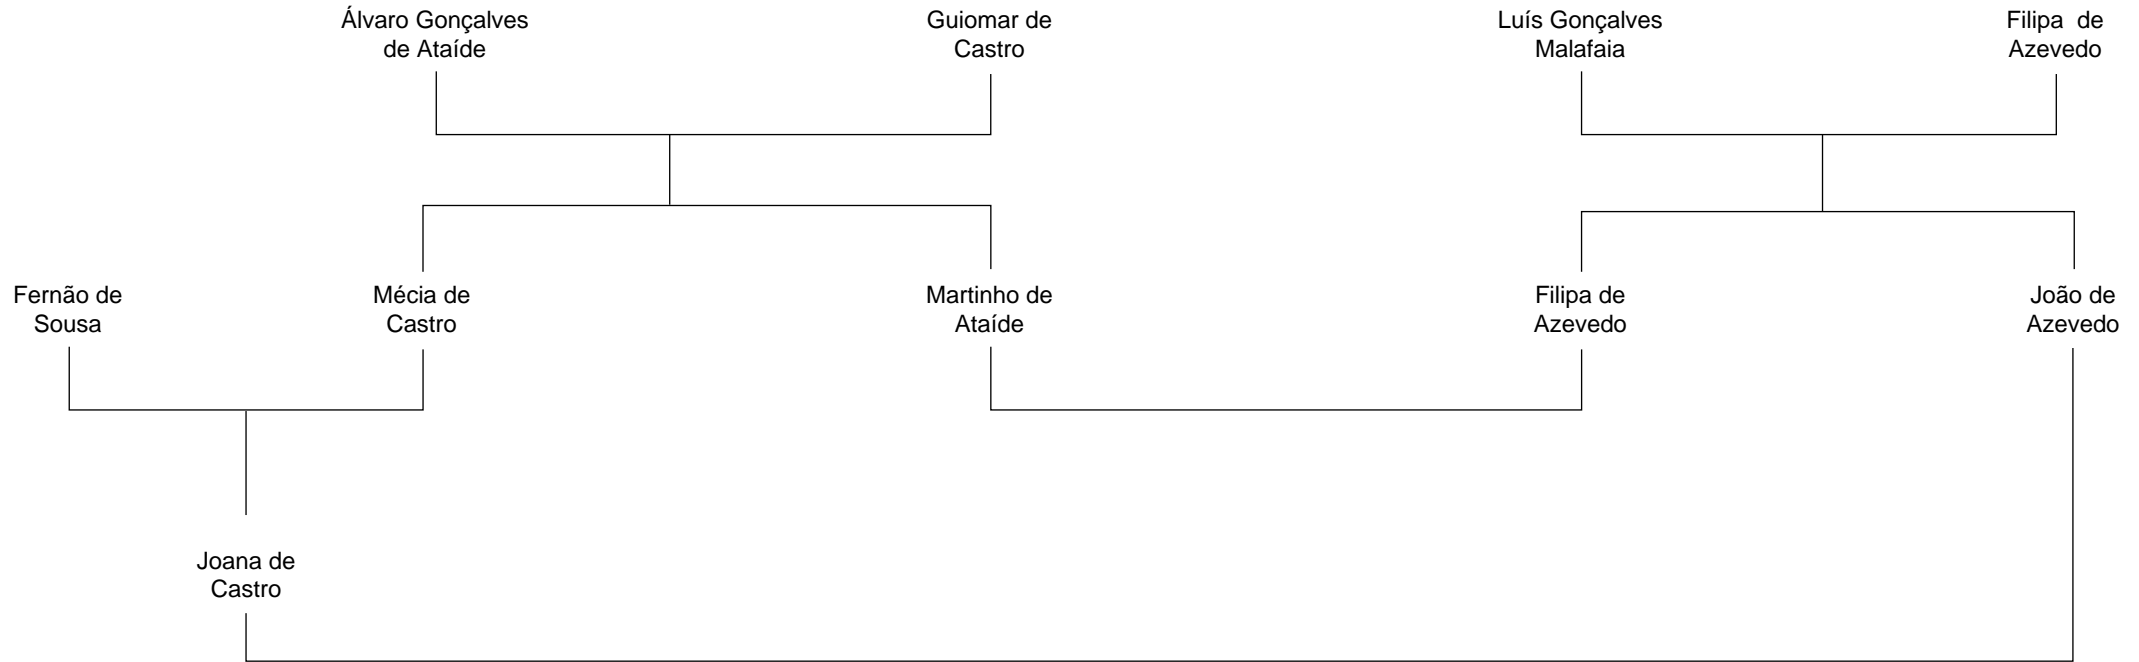 Álvaro Gonçalves
de Ataíde
Guiomar de
Castro
Luís Gonçalves
Malafaia
Filipa de
Azevedo
Fernão de
Sousa
Mécia de
Castro
Martinho de
Ataíde
Filipa de
Azevedo
João de
Azevedo
Joana de
Castro